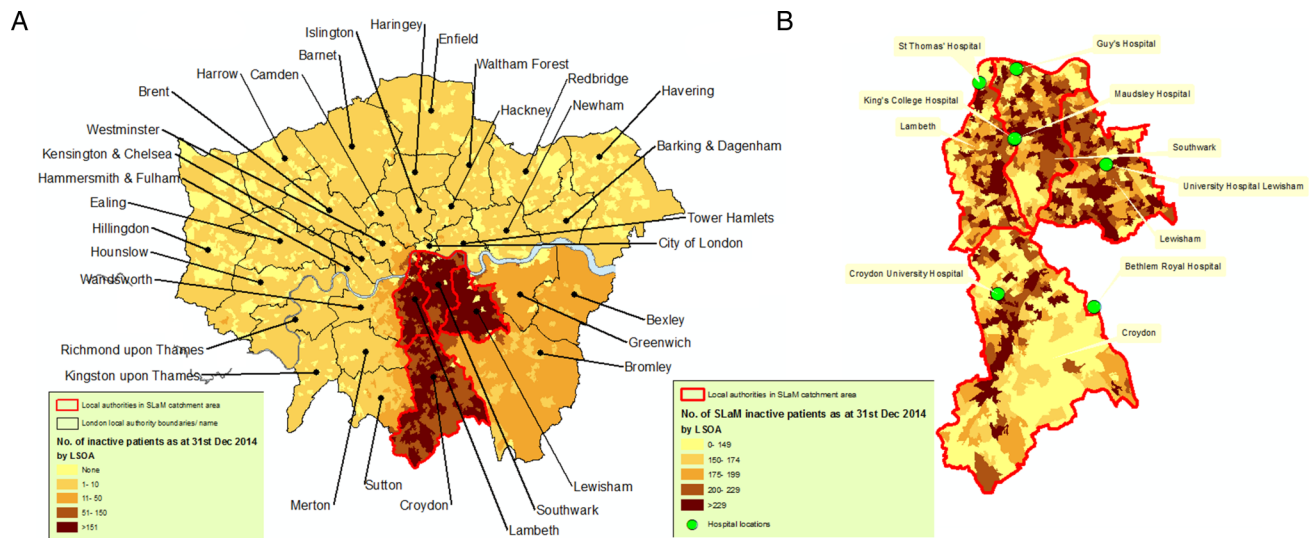 A
Haringey
Islington
Enfield
Barnet
Waltham Forest
Harrow
Camden
Redbridge
Brent
Hackney
Newham
Havering
Westminster
Barking & Dagenham
Kensington & Chelsea
Hammersmith & Fulham
Ealing
Tower Hamlets
Hillingdon
City of London
Hounslow
Wandsworth
Bexley
Richmond upon Thames
Greenwich
Kingston upon Thames
Bromley
Sutton
Lewisham
Merton
Croydon
Southwark
Lambeth
Local authorities in SLaM catchment area
London local authority boundaries/ name
No. of inactive patients as at 31st Dec 2014
by LSOA
None
1- 10
11- 50
51- 150
>151
B
St Thomas' Hospital
Guy's Hospital
King's College Hospital
Maudsley Hospital
Lambeth
Southwark
University Hospital Lewisham
Lewisham
Croydon University Hospital
Bethlem Royal Hospital
Croydon
Local authorities in SLaM catchment area
No. of SLaM inactive patients as at 31st Dec 2014
by LSOA
0- 149
150- 174
175- 199
200- 229
>229
Hospital locations